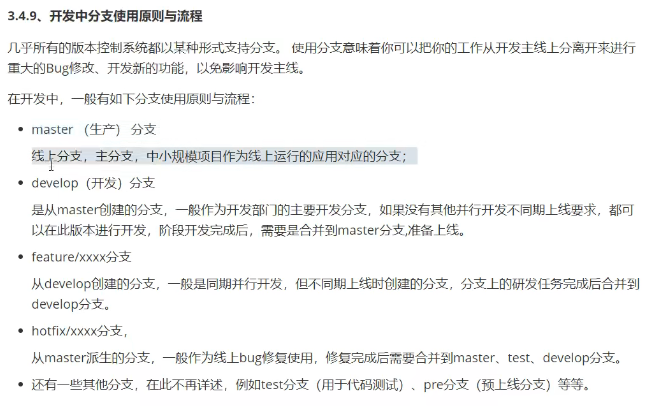 3.4.9、开发中分支使用原则与流程
几乎所有的版本控制系统都以某种形式支持分支。 使用分支意味着你可以把你的工作从开发主线上分离开来进行
重大的Bug修改、开发新的功能，以免影响开发主线。
在开发中，一般有如下分支使用原则与流程：
• master （生产） 分支
线上分支，主分支，中小规模项目作为线上运行的应用对应的分支；
• develop（开发）分支
是从master创建的分支，一般作为开发部门的主要开发分支，如果没有其他并行开发不同期上线要求，都可
以在此版本进行开发，阶段开发完成后，需要是合并到master分支,准备上线。
• feature/xxxx分支
从develop创建的分支，一般是同期并行开发，但不同期上线时创建的分支，分支上的研发任务完成后合并到
develop分支。
• hotfix/xxxx分支，
从master派生的分支，一般作为线上bug修复使用，修复完成后需要合并到master、test、develop分支。
• 还有一些其他分支，在此不再详述，例如test分支（用于代码测试）、pre分支（预上线分支）等等。